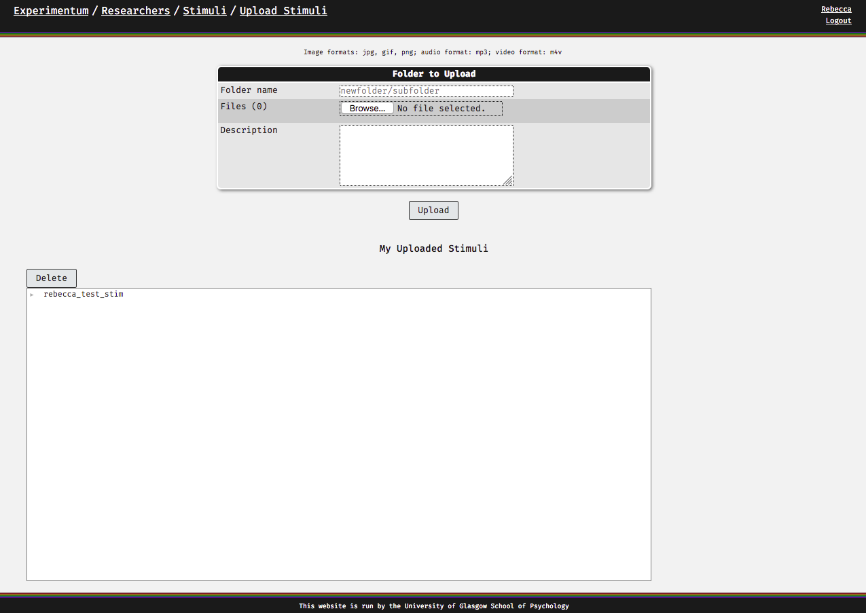 Experimentum / Researchers / Stimuli / Upload Stimuli
Rebecca
Logout
Image formats: jpg, gif, png; audio format: mp3; video format: m4v
Folder to Upload
Folder name newfolder/subfolder
Files (0) Browse... No file selected.
Description
Upload
My Uploaded Stimuli
Delete
rebecca_test_stim
This website is run by the University of Glasgow School of Psychology